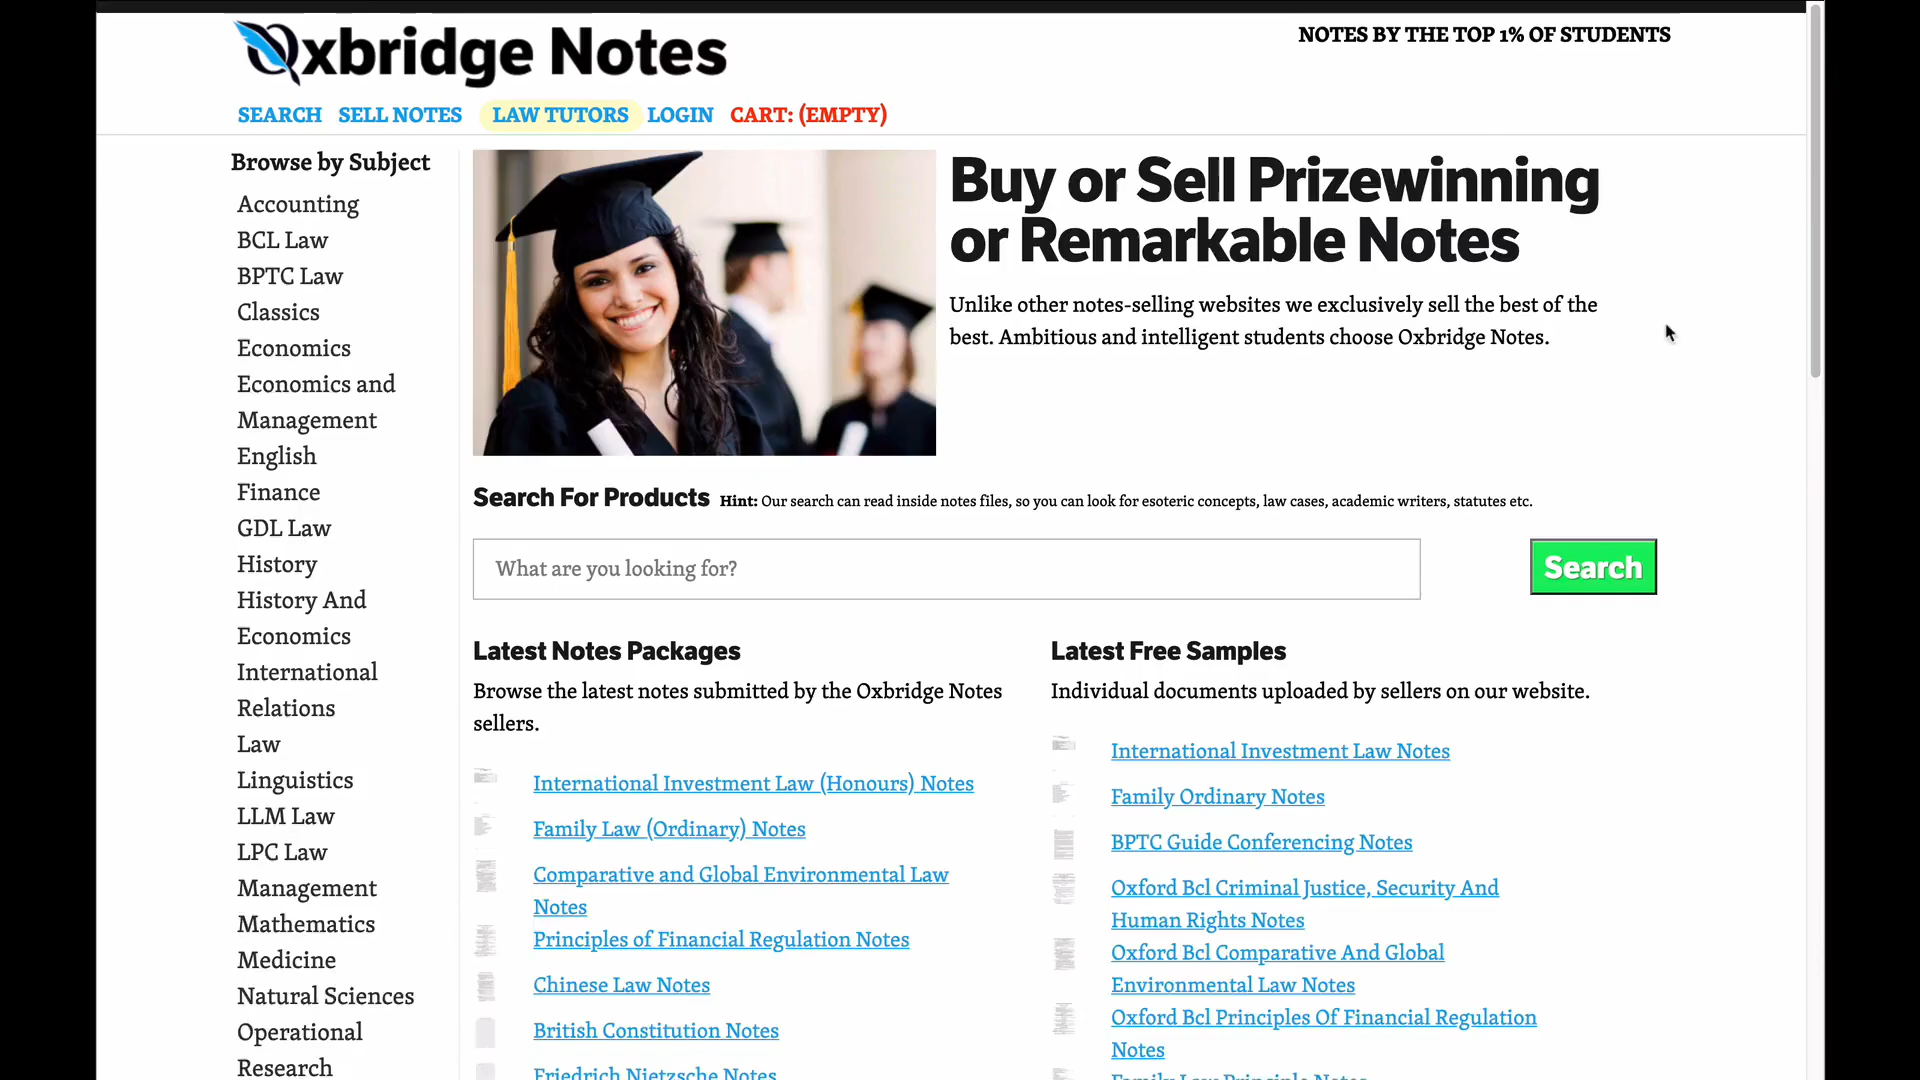 Oxbridge Notes
NOTES BY THE TOP 1% OF STUDENTS
SEARCH SELL NOTES LAW TUTORS LOGIN CART: (EMPTY)
Browse by Subject
Accounting
BCL Law
BPTC Law
Classics
Economics
Economics and
Management
English
Finance
GDL Law
History
History And
Economics
International
Relations
Law
Linguistics
LLM Law
LPC Law
Management
Mathematics
Medicine
Natural Sciences
Operational
Research
Buy or Sell Prizewinning
or Remarkable Notes
Unlike other notes-selling websites we exclusively sell the best of the
best. Ambitious and intelligent students choose Oxbridge Notes.
Search For Products Hint: Our search can read inside notes files, so you can look for esoteric concepts, law cases, academic writers, statutes etc.
What are you looking for?
Search
Latest Notes Packages
Browse the latest notes submitted by the Oxbridge Notes
sellers.
International Investment Law (Honours) Notes
Family Law (Ordinary) Notes
Comparative and Global Environmental Law
Notes
Principles of Financial Regulation Notes
Chinese Law Notes
British Constitution Notes
Friedrich Nietzsche Notes
Latest Free Samples
Individual documents uploaded by sellers on our website.
International Investment Law Notes
Family Ordinary Notes
BPTC Guide Conferencing Notes
Oxford Bcl Criminal Justice, Security And
Human Rights Notes
Oxford Bcl Comparative And Global
Environmental Law Notes
Oxford Bcl Principles Of Financial Regulation
Notes
Family Law Principle Notes